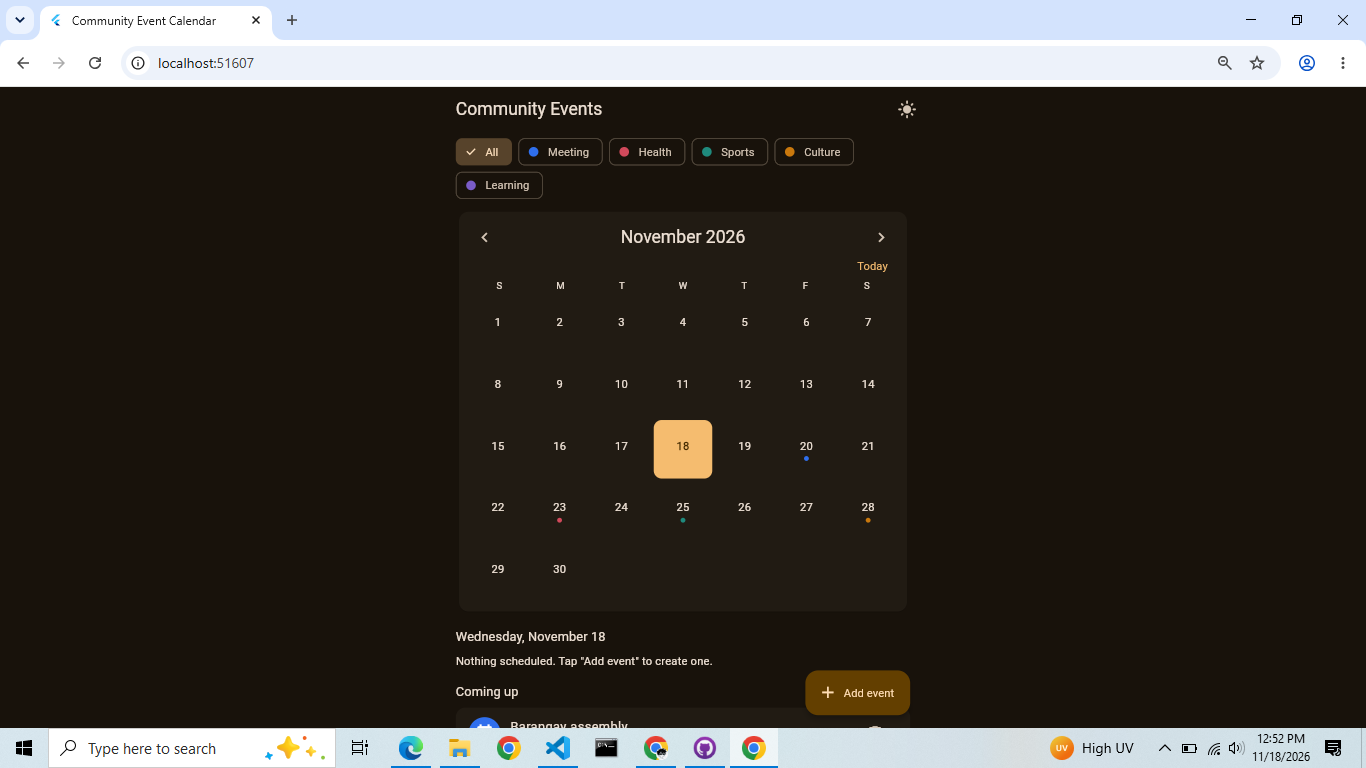 Community Event Calendar
localhost:51607
Community Events
All Meeting Health Sports Culture
Learning
November 2026
Today
S M T W T F S
1 2 3 4 5 6 7
8 9 10 11 12 13 14
15 16 17 18 19 20 21
22 23 24 25 26 27 28
29 30
Wednesday, November 18
Nothing scheduled. Tap "Add event" to create one.
Coming up
Add event
Barangay assembly
Type here to search
UV
High UV
12:52 PM
11/18/2026